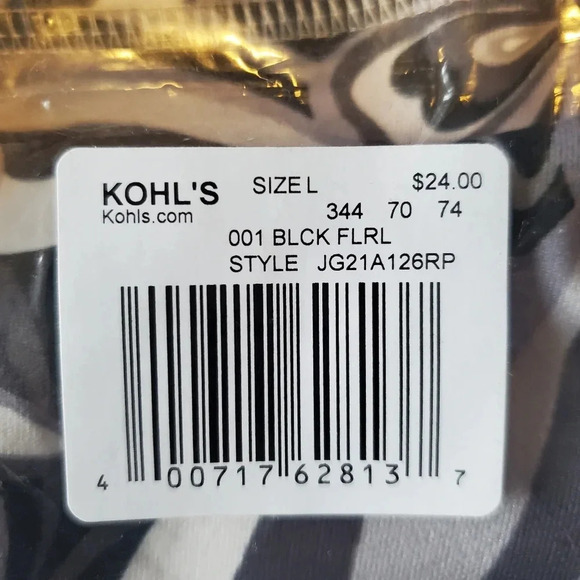 KOHL'S SIZE L $24.00
Kohls.com 344 70 74
001 BLCK FLRL
STYLE JG21A126RP
4 00717 62813 7